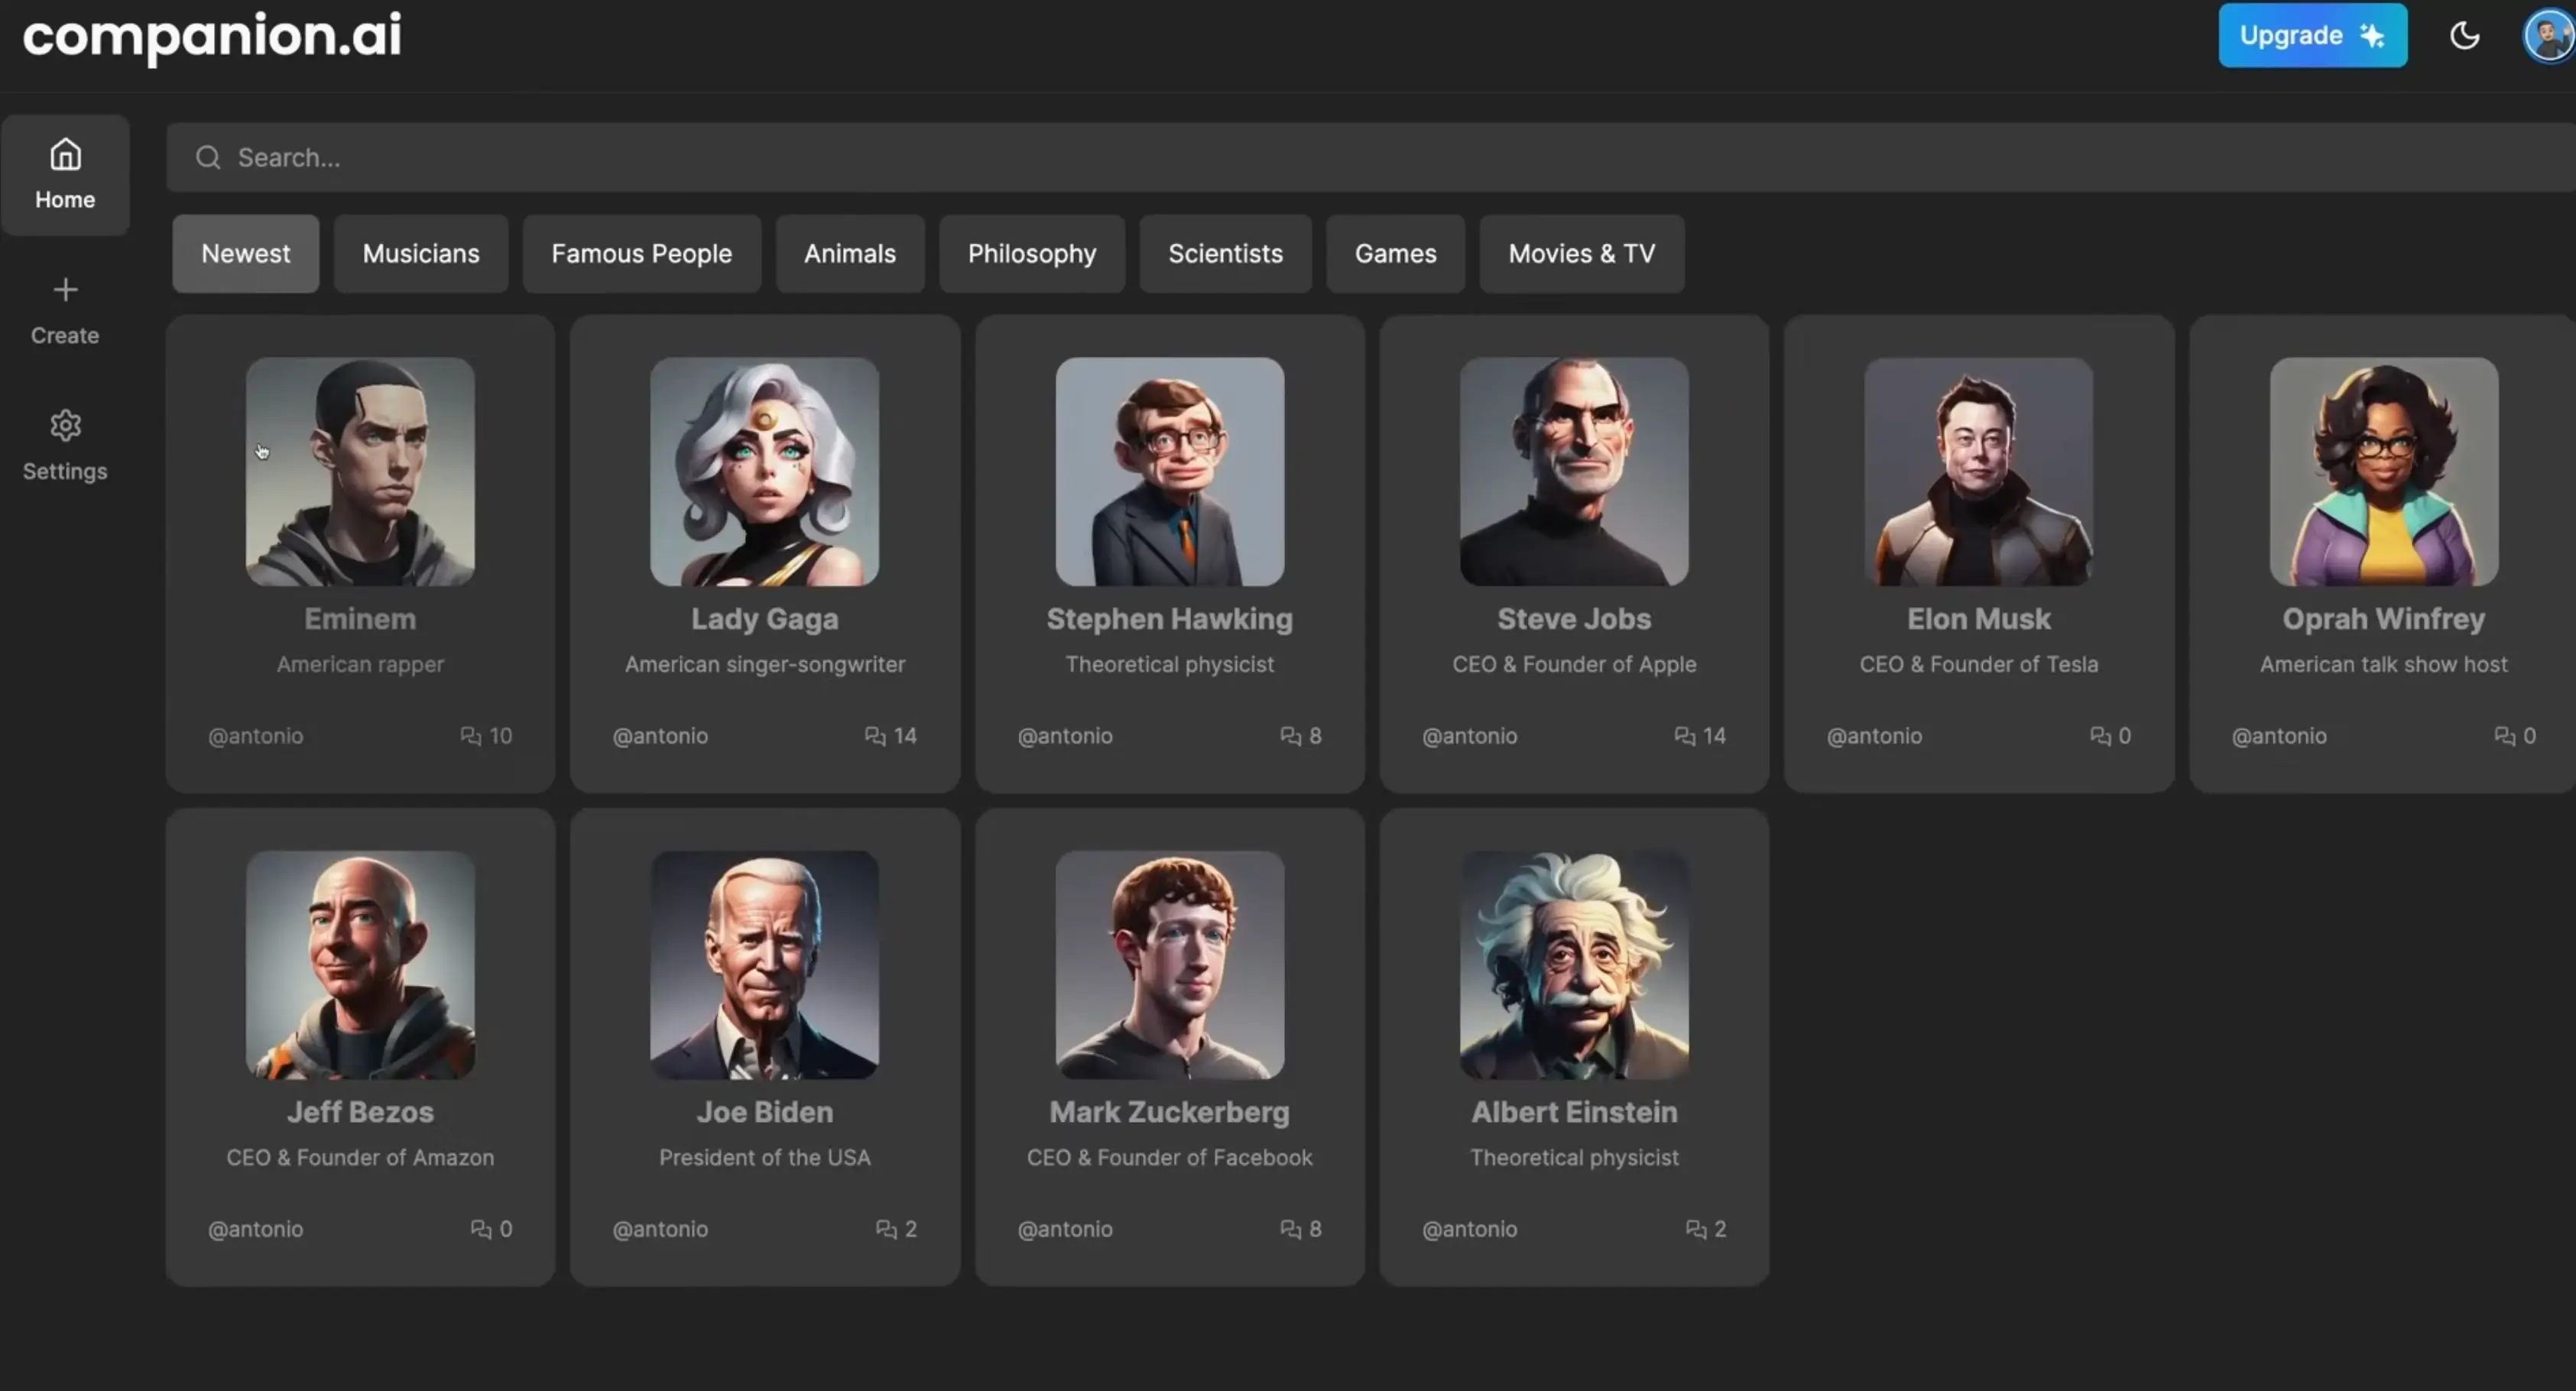 companion.ai
Upgrade
Home
Search...
Newest
Musicians
Famous People
Animals
Philosophy
Scientists
Games
Movies & TV
Create
Settings
Eminem
American rapper
@antonio
10
Lady Gaga
American singer-songwriter
@antonio
14
Stephen Hawking
Theoretical physicist
@antonio
8
Steve Jobs
CEO & Founder of Apple
@antonio
14
Elon Musk
CEO & Founder of Tesla
@antonio
0
Oprah Winfrey
American talk show host
@antonio
0
Jeff Bezos
CEO & Founder of Amazon
@antonio
0
Joe Biden
President of the USA
@antonio
2
Mark Zuckerberg
CEO & Founder of Facebook
@antonio
8
Albert Einstein
Theoretical physicist
@antonio
2